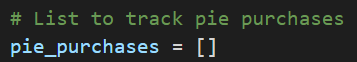 # List to track pie purchases
pie_purchases = []